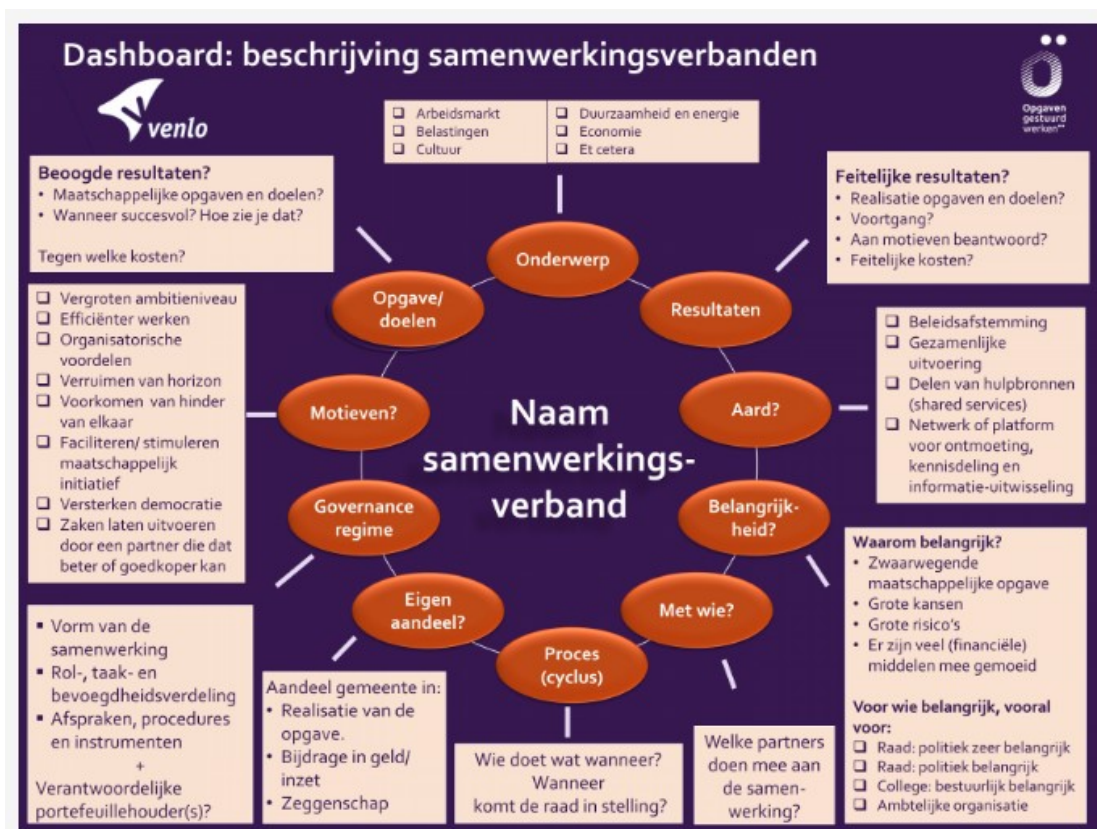 Dashboard: beschrijving samenwerkingsverbanden
venlo
Opgaven
gestuurd
werken**
❑ Arbeidsmarkt
❑ Belastingen
❑ Cultuur
❑ Duurzaamheid en energie
❑ Economie
❑ Et cetera
Beoogde resultaten?
• Maatschappelijke opgaven en doelen?
• Wanneer succesvol? Hoe zie je dat?
Tegen welke kosten?
Feitelijke resultaten?
• Realisatie opgaven en doelen?
• Voortgang?
• Aan motieven beantwoord?
• Feitelijke kosten?
Onderwerp
Opgave/
doelen
Resultaten
❑ Vergroten ambitieniveau
❑ Efficiënter werken
❑ Organisatorische
voordelen
❑ Verruimen van horizon
❑ Voorkomen van hinder
van elkaar
❑ Faciliteren/ stimuleren
maatschappelijk
initiatief
❑ Versterken democratie
❑ Zaken laten uitvoeren
door een partner die dat
beter of goedkoper kan
Motieven?
Naam
samenwerkings-
verband
Aard?
❑ Beleidsafstemming
❑ Gezamenlijke
uitvoering
❑ Delen van hulpbronnen
(shared services)
❑ Netwerk of platform
voor ontmoeting,
kennisdeling en
informatie-uitwisseling
Governance
regime
Belangrijk-
heid?
Eigen
aandeel?
Met wie?
Proces
(cyclus)
▪ Vorm van de
samenwerking
▪ Rol-, taak- en
bevoegdheidsverdeling
▪ Afspraken, procedures
en instrumenten
+
Verantwoordelijke
portefeuillehouder(s)?
Aandeel gemeente in:
• Realisatie van de
opgave.
• Bijdrage in geld/
inzet
• Zeggenschap
Wie doet wat wanneer?
Wanneer
komt de raad in stelling?
Welke partners
doen mee aan
de samen-
werking?
Waarom belangrijk?
• Zwaarwegende
maatschappelijke opgave
• Grote kansen
• Grote risico's
• Er zijn veel (financiële)
middelen mee gemoeid
Voor wie belangrijk, vooral
voor:
❑ Raad: politiek zeer belangrijk
❑ Raad: politiek belangrijk
❑ College: bestuurlijk belangrijk
❑ Ambtelijke organisatie